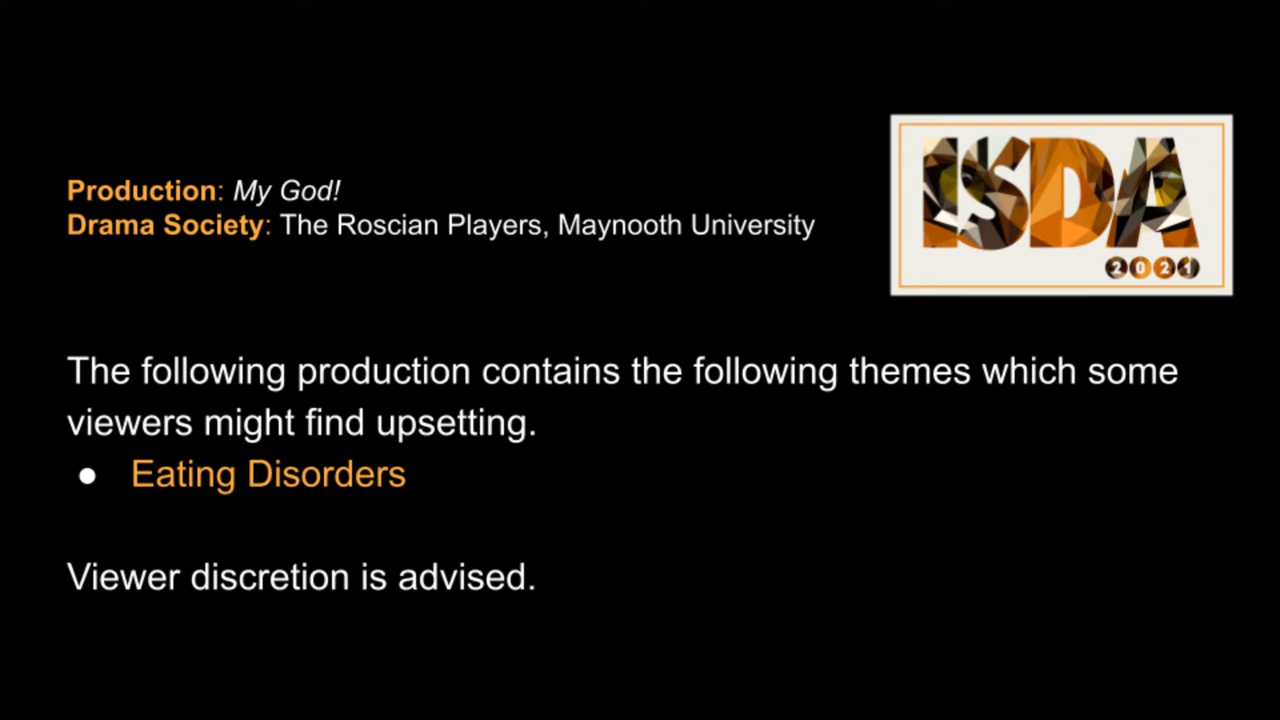 Production: My God!
Drama Society: The Roscian Players, Maynooth University
ISDA
2021
The following production contains the following themes which some
viewers might find upsetting.
● Eating Disorders
Viewer discretion is advised.